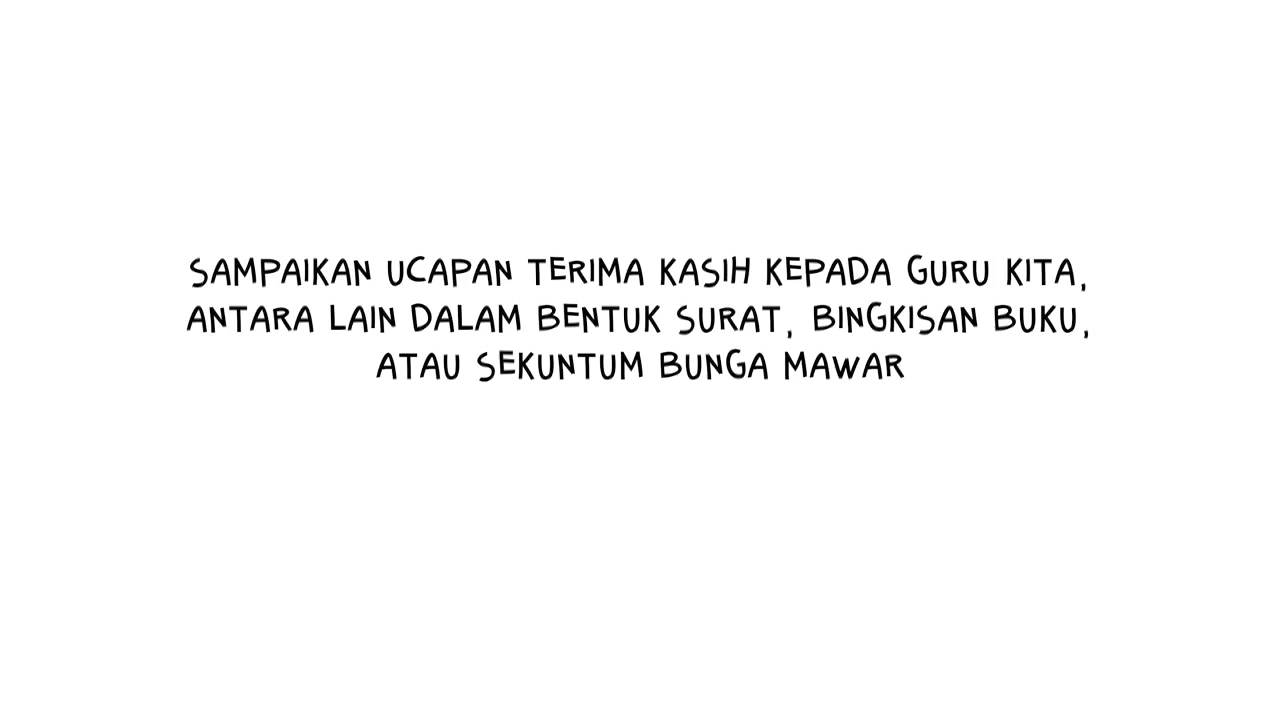 SAMPAIKAN UCAPAN TERIMA KASIH KEPADA GURU KITA,
ANTARA LAIN DALAM BENTUK SURAT, BINGKISAN BUKU,
ATAU SEKUNTUM BUNGA MAWAR